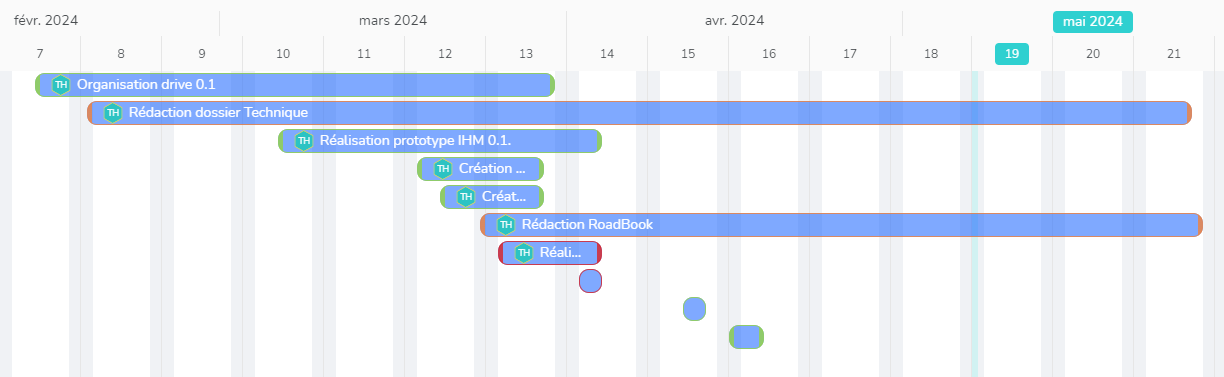 févr. 2024 mars 2024 avr. 2024 mai 2024
7 8 9 10 11 12 13 14 15 16 17 18 19 20 21
TH Organisation drive 0.1
TH Rédaction dossier Technique
TH Réalisation prototype IHM 0.1.
TH Création ...
TH Créat...
TH Rédaction RoadBook
TH Réali...